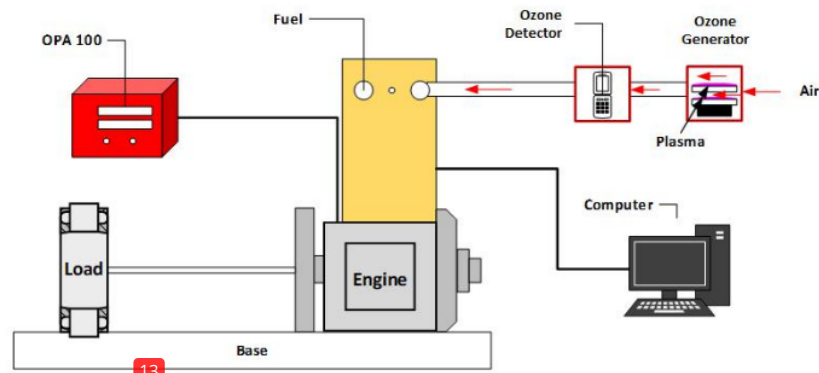 Ozone
Detector
Ozone
Generator
Fuel
OPA 100
Air
Plasma
Computer
Load
Engine
Base
13